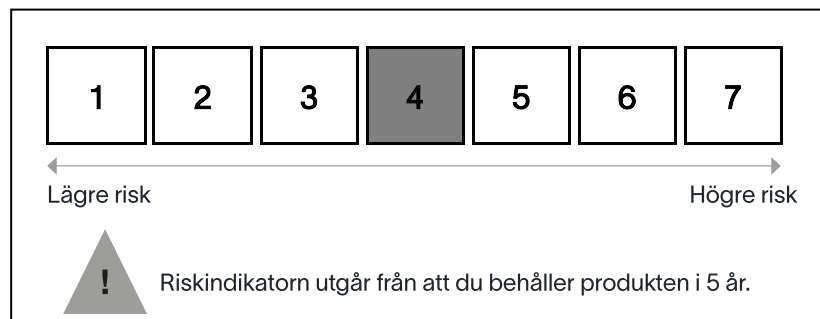 1 2 3 4 5 6 7
Lägre risk Högre risk
! Riskindikatorn utgår från att du behåller produkten i 5 år.